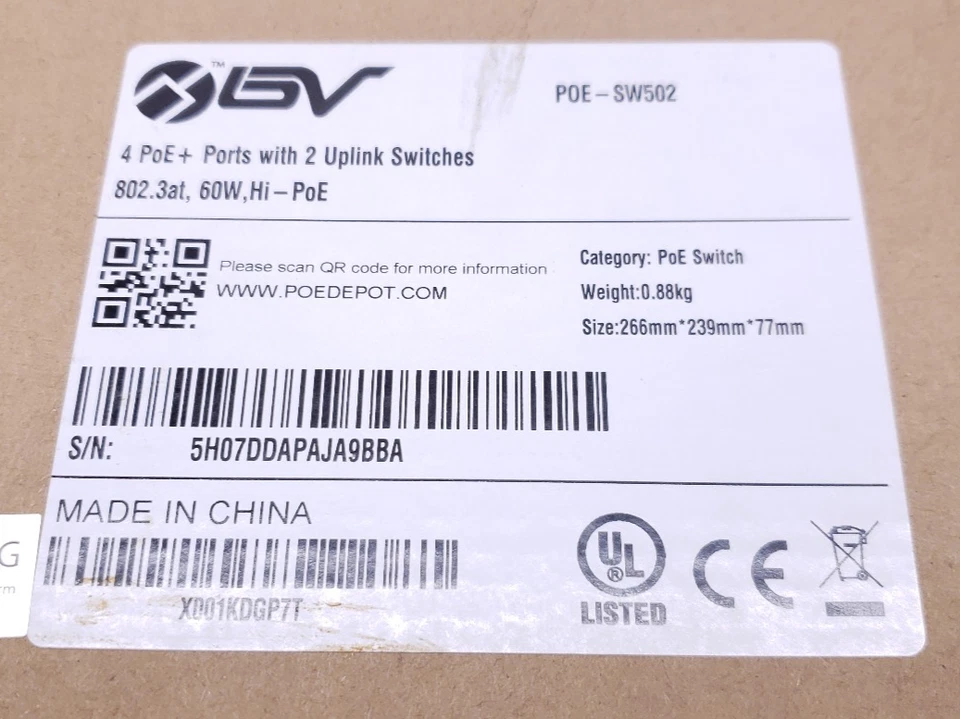 BV™
POE-SW502
4 PoE+ Ports with 2 Uplink Switches
802.3at, 60W,Hi-PoE
Please scan QR code for more information
WWW.POEDEPOT.COM
Category: PoE Switch
Weight:0.88kg
Size:266mm*239mm*77mm
S/N: 5H07DDAPAJA9BBA
MADE IN CHINA
X001KDGP7T
UL®
LISTED
CE
G
rm